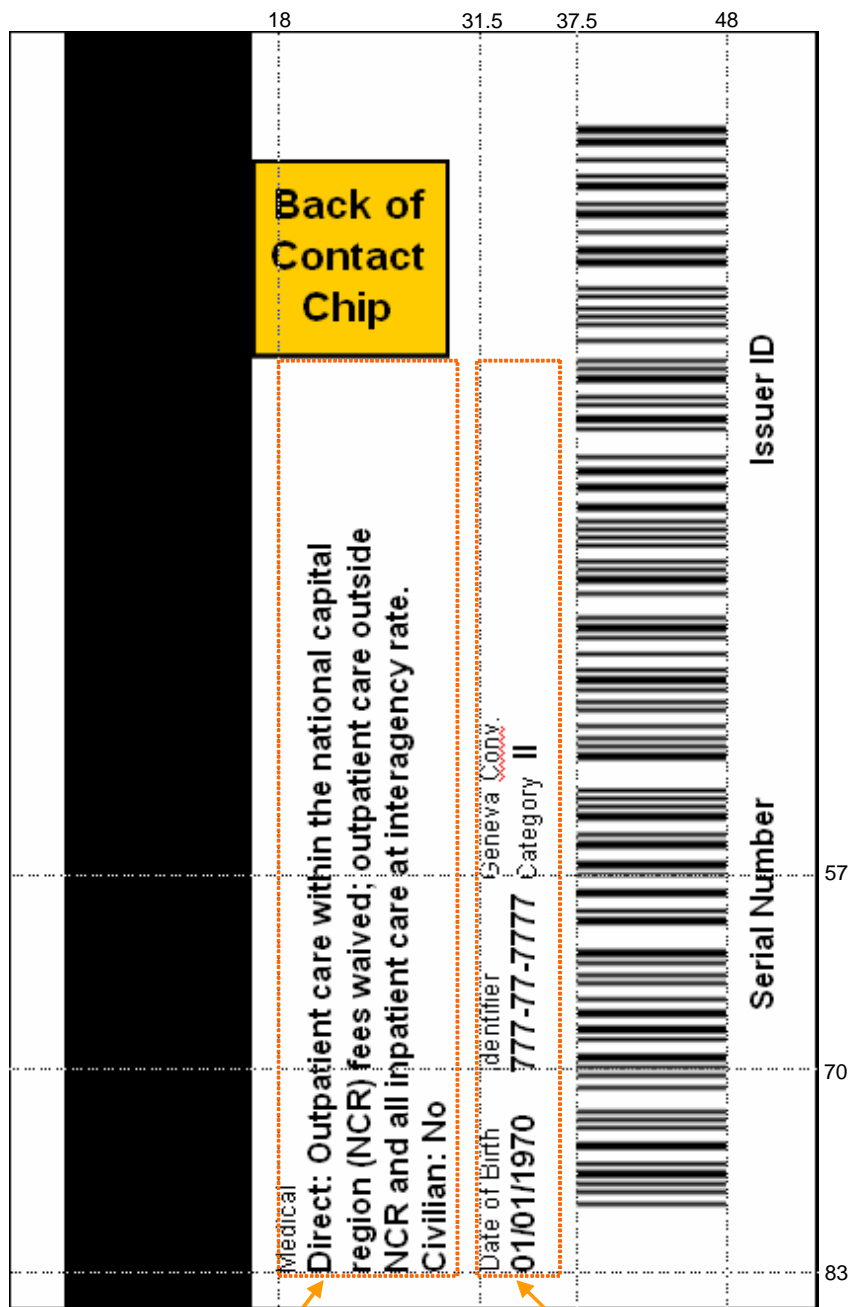 18 31.5 37.5 48
Back of
Contact
Chip
Medical
Direct: Outpatient care within the national capital
region (NCR) fees waived; outpatient care outside
NCR and all inpatient care at interagency rate.
Civilian: No
Date of Birth identifier Geneva Conv.
01/01/1970 777-77-7777 Category II
Serial Number Issuer ID
57
70
83